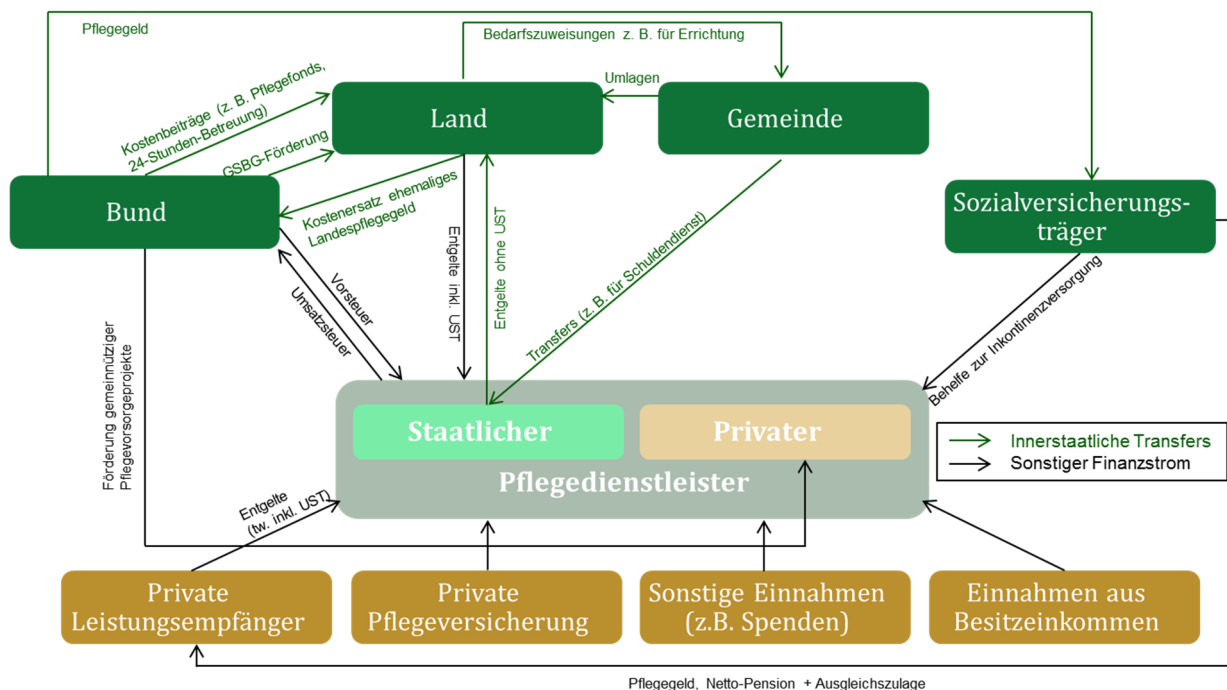 Pflegegeld
Bedarfszuweisungen z. B. für Errichtung
Umlagen
Kostenbeiträge (z. B. Pflegefonds,
24-Stunden-Betreuung)
GSBG-Förderung
Land
Gemeinde
Bund
Sozialversicherungs-
träger
Kostenersatz ehemaliges
Landespflegegeld
Vorsteuer
Umsatzsteuer
Entgelte inkl. UST
Entgelte ohne UST
Transfers (z. B. für Schuldendienst)
Behelfe zur Inkontinenzversorgung
Förderung gemeinnütziger
Pflegevorsorgeprojekte
Staatlicher
Privater
Pflegedienstleister
Innerstaatliche Transfers
Sonstiger Finanzstrom
Entgelte
(tw. inkl. UST)
Private
Leistungsempfänger
Private
Pflegeversicherung
Sonstige Einnahmen
(z.B. Spenden)
Einnahmen aus
Besitzeinkommen
Pflegegeld, Netto-Pension + Ausgleichszulage